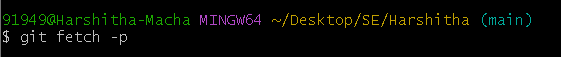 91949@Harshitha-Macha MINGW64 ~/Desktop/SE/Harshitha (main)
$ git fetch -p